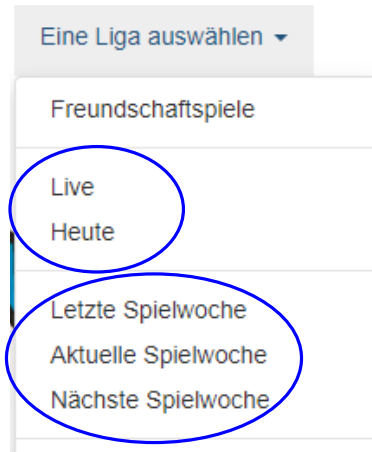 Eine Liga auswählen
Freundschaftspiele
Live
Heute
Letzte Spielwoche
Aktuelle Spielwoche
Nächste Spielwoche